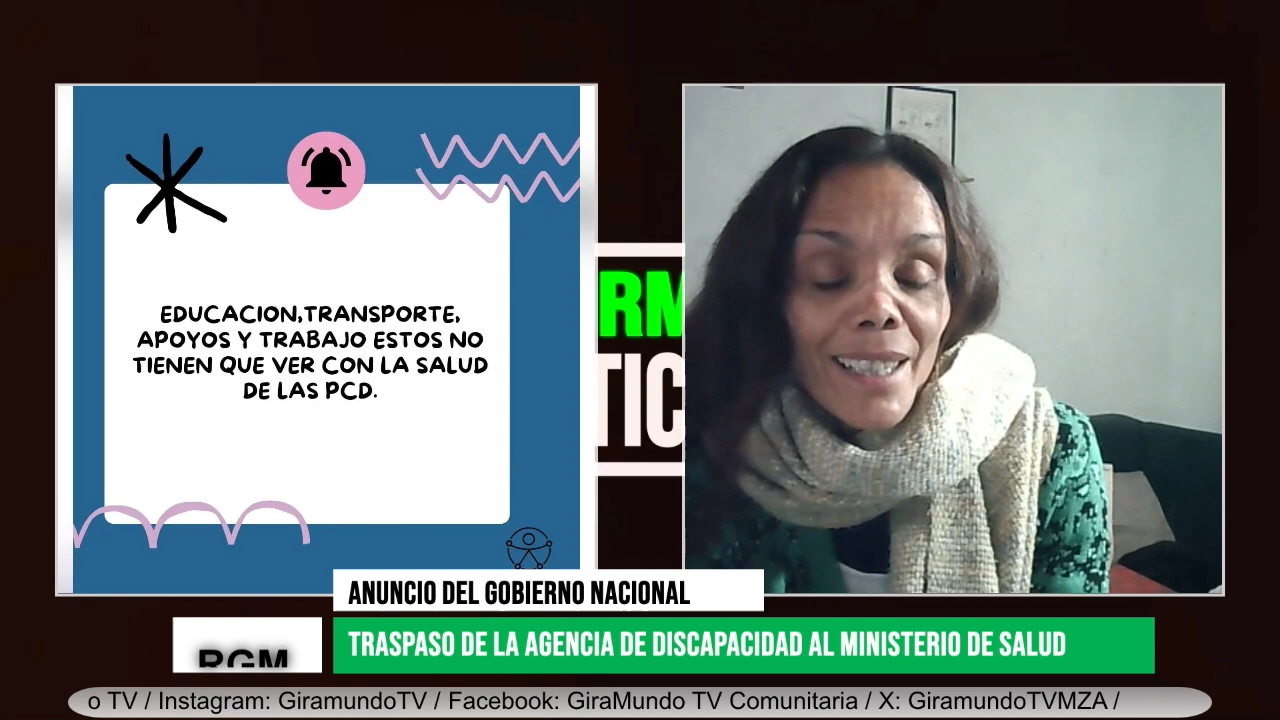 EDUCACION,TRANSPORTE,
APOYOS Y TRABAJO ESTOS NO
TIENEN QUE VER CON LA SALUD
DE LAS PCD.
RM
TIC
ANUNCIO DEL GOBIERNO NACIONAL
RGM
TRASPASO DE LA AGENCIA DE DISCAPACIDAD AL MINISTERIO DE SALUD
o TV / Instagram: GiramundoTV / Facebook: GiraMundo TV Comunitaria / X: GiramundoTVMZA /